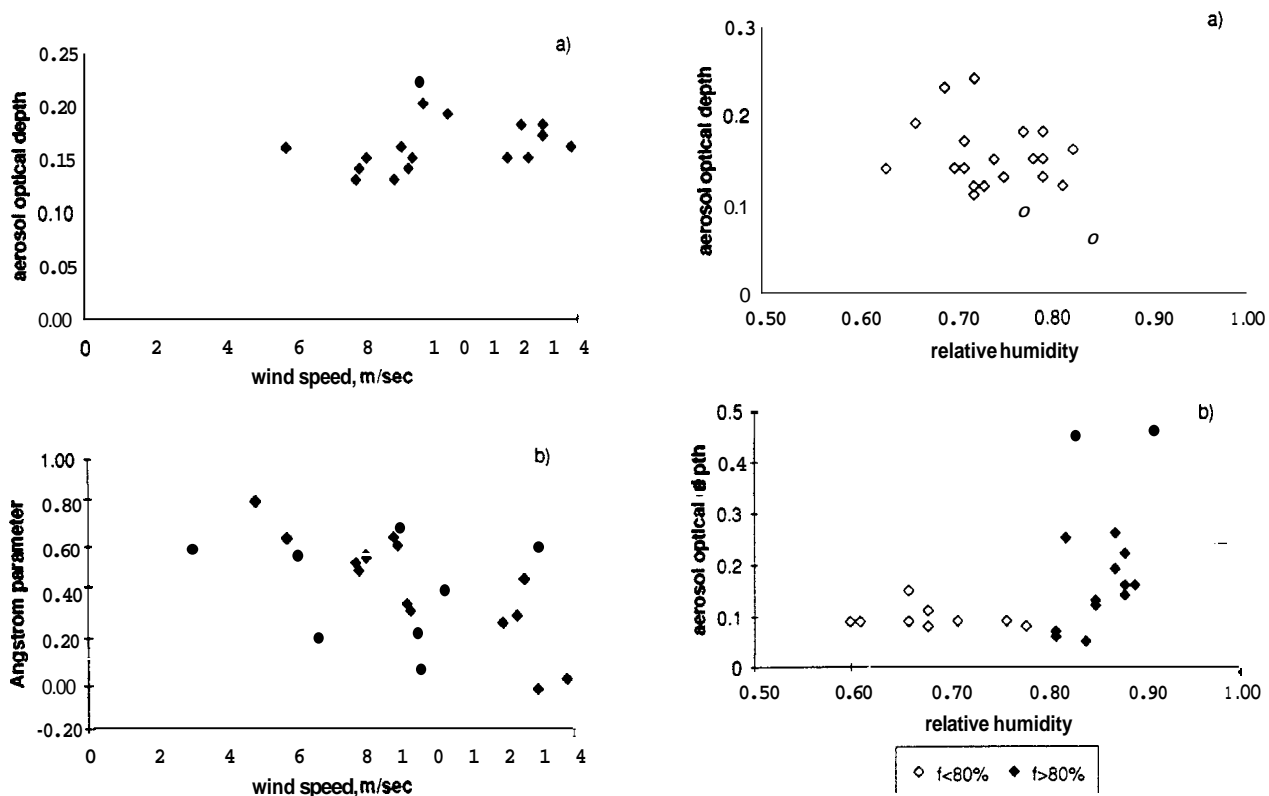 a)
0.25
0.20
0.15
0.10
0.05
0.00
aerosol optical depth
0 2 4 6 8 1 0 1 2 1 4
wind speed, m/sec
b)
1.00
0.80
0.60
0.40
0.20
0.00
-0.20
Angstrom parameter
0 2 4 6 8 1 0 1 2 1 4
wind speed, m/sec
a)
0.3
0.2
0.1
0
aerosol optical depth
0.50 0.60 0.70 0.80 0.90 1.00
relative humidity
b)
0.5
0.4
0.3
0.2
0.1
0
aerosol optical
0.50 0.60 0.70 0.80 0.90 1.00
relative humidity
f<80% f>80%